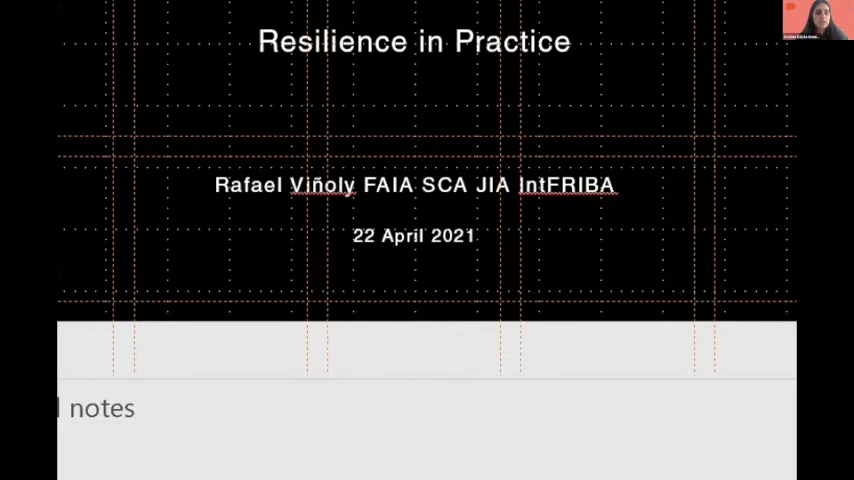 Resilience in Practice
Rafael Viñoly FAIA SCA JIA IntFRIBA
22 April 2021
notes